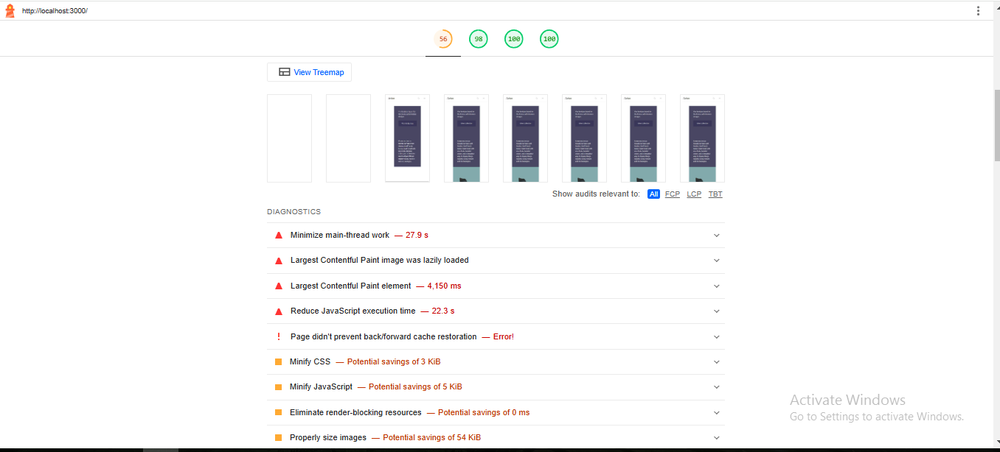 http://localhost:3000/
56 98 100 100
View Treemap
Show audits relevant to: All FCP LCP TBT
DIAGNOSTICS
Minimize main-thread work — 27.9 s
Largest Contentful Paint image was lazily loaded
Largest Contentful Paint element — 4,150 ms
Reduce JavaScript execution time — 22.3 s
! Page didn't prevent back/forward cache restoration — Error!
Minify CSS — Potential savings of 3 KiB
Minify JavaScript — Potential savings of 5 KiB
Eliminate render-blocking resources — Potential savings of 0 ms
Properly size images — Potential savings of 54 KiB
Activate Windows
Go to Settings to activate Windows.